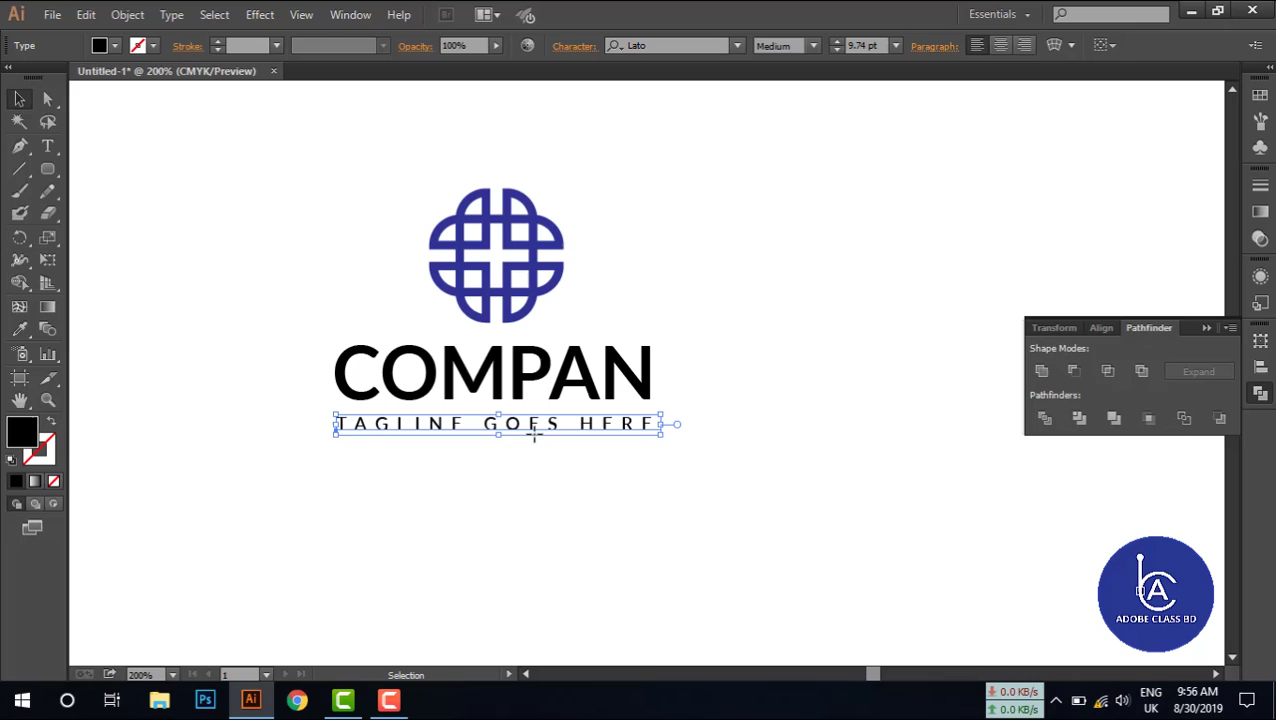 Ai File Edit Object Type Select Effect View Window Help Br Essentials
Type Stroke: Opacity: 100% Character: Lato Medium 9.74 pt Paragraph:
Untitled-1* @ 200% (CMYK/Preview)
Transform Align Pathfinder
Shape Modes:
Expand
Pathfinders:
COMPAN
TAGLINE GOES HERE
ADOBE CLASS BD
200% 1 Selection
Ps Ai 0.0 KB/s ENG 9:56 AM
0.0 KB/s UK 8/30/2019